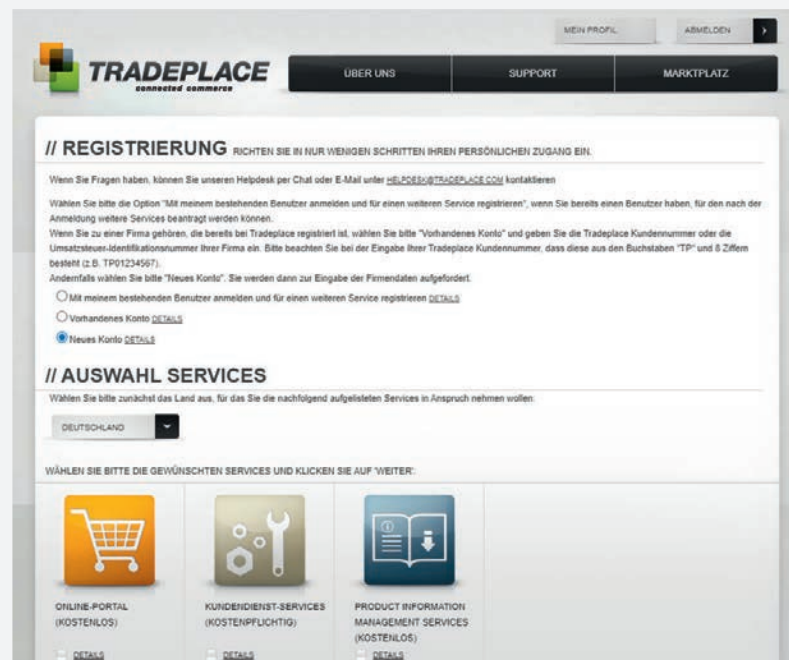 MEIN PROFIL
ABMELDEN
TRADEPLACE
connected commerce
ÜBER UNS
SUPPORT
MARKTPLATZ
// REGISTRIERUNG RICHTEN SIE IN NUR WENIGEN SCHRITTEN IHREN PERSÖNLICHEN ZUGANG EIN.
Wenn Sie Fragen haben, können Sie unseren Helpdesk per Chat oder E-Mail unter HELPDESK@TRADEPLACE.COM kontaktieren
Wählen Sie bitte die Option "Mit meinem bestehenden Benutzer anmelden und für einen weiteren Service registrieren", wenn Sie bereits einen Benutzer haben, für den nach der
Anmeldung weitere Services beantragt werden können.
Wenn Sie zu einer Firma gehören, die bereits bei Tradeplace registriert ist, wählen Sie bitte "Vorhandenes Konto" und geben Sie die Tradeplace Kundennummer oder die
Umsatzsteuer-Identifikationsnummer Ihrer Firma ein. Bitte beachten Sie bei der Eingabe Ihrer Tradeplace Kundennummer, dass diese aus den Buchstaben "TP" und 8 Ziffern
besteht (z.B. TP01234567).
Andernfalls wählen Sie bitte "Neues Konto". Sie werden dann zur Eingabe der Firmendaten aufgefordert.
Mit meinem bestehenden Benutzer anmelden und für einen weiteren Service registrieren DETAILS
Vorhandenes Konto DETAILS
Neues Konto DETAILS
// AUSWAHL SERVICES
Wählen Sie bitte zunächst das Land aus, für das Sie die nachfolgend aufgelisteten Services in Anspruch nehmen wollen:
DEUTSCHLAND
WÄHLEN SIE BITTE DIE GEWÜNSCHTEN SERVICES UND KLICKEN SIE AUF 'WEITER':
ONLINE-PORTAL
(KOSTENLOS)
DETAILS
KUNDENDIENST-SERVICES
(KOSTENPFLICHTIG)
DETAILS
PRODUCT INFORMATION
MANAGEMENT SERVICES
(KOSTENLOS)
DETAILS